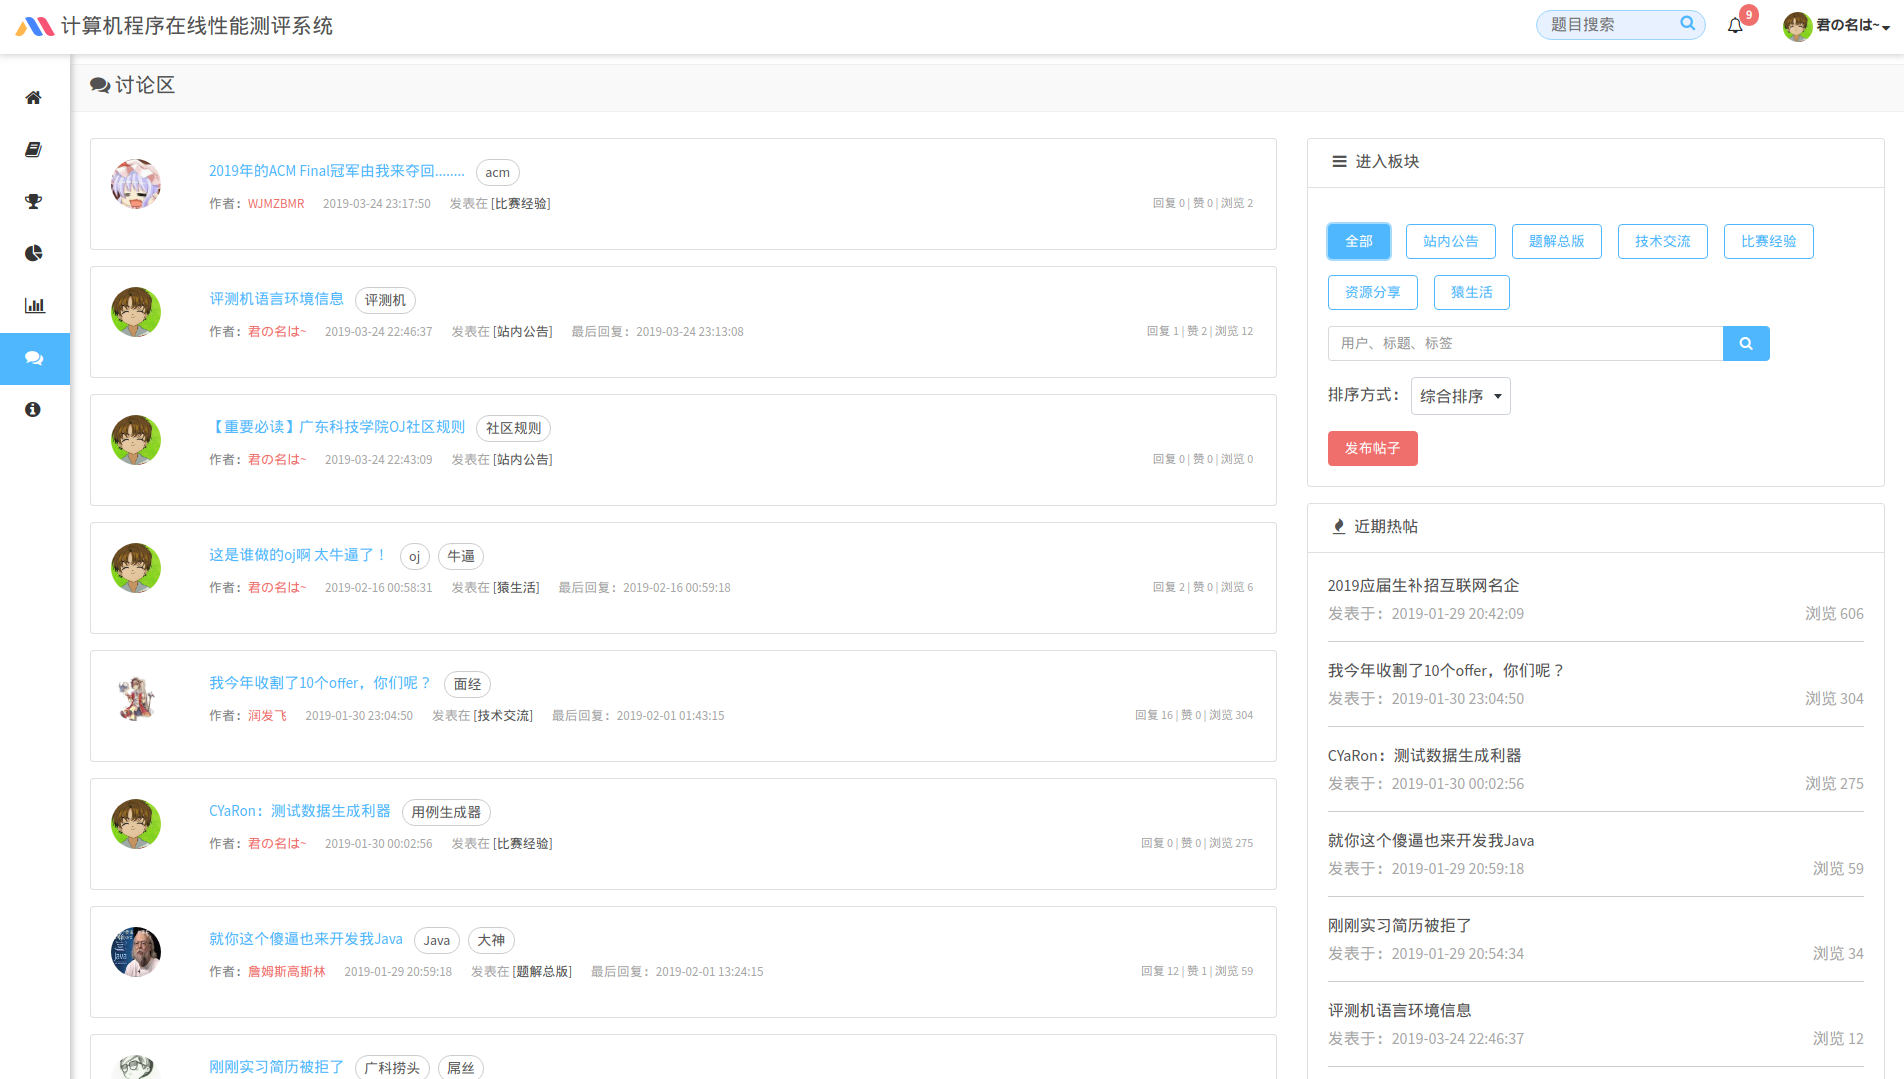 计算机程序在线性能测评系统
题目搜索
9
君の名は~
讨论区
2019年的ACM Final冠军由我来夺回........ acm
作者：WJMZBMR 2019-03-24 23:17:50 发表在 [比赛经验] 回复 0 | 赞 0 | 浏览 2
评测机语言环境信息 评测机
作者：君の名は~ 2019-03-24 22:46:37 发表在 [站内公告] 最后回复：2019-03-24 23:13:08 回复 1 | 赞 2 | 浏览 12
【重要必读】广东科技学院OJ社区规则 社区规则
作者：君の名は~ 2019-03-24 22:43:09 发表在 [站内公告] 回复 0 | 赞 0 | 浏览 0
这是谁做的oj啊 太牛逼了！ oj 牛逼
作者：君の名は~ 2019-02-16 00:58:31 发表在 [猿生活] 最后回复：2019-02-16 00:59:18 回复 2 | 赞 0 | 浏览 6
我今年收割了10个offer，你们呢？ 面经
作者：润发飞 2019-01-30 23:04:50 发表在 [技术交流] 最后回复：2019-02-01 01:43:15 回复 16 | 赞 0 | 浏览 304
CYaRon：测试数据生成利器 用例生成器
作者：君の名は~ 2019-01-30 00:02:56 发表在 [比赛经验] 回复 0 | 赞 0 | 浏览 275
就你这个傻逼也来开发我Java Java 大神
作者：詹姆斯高斯林 2019-01-29 20:59:18 发表在 [题解总版] 最后回复：2019-02-01 13:24:15 回复 12 | 赞 1 | 浏览 59
刚刚实习简历被拒了 广科捞头 屌丝
进入板块
全部 站内公告 题解总版 技术交流 比赛经验
资源分享 猿生活
用户、标题、标签
排序方式： 综合排序
发布帖子
近期热帖
2019应届生补招互联网名企
发表于：2019-01-29 20:42:09 浏览 606
我今年收割了10个offer，你们呢？
发表于：2019-01-30 23:04:50 浏览 304
CYaRon：测试数据生成利器
发表于：2019-01-30 00:02:56 浏览 275
就你这个傻逼也来开发我Java
发表于：2019-01-29 20:59:18 浏览 59
刚刚实习简历被拒了
发表于：2019-01-29 20:54:34 浏览 34
评测机语言环境信息
发表于：2019-03-24 22:46:37 浏览 12